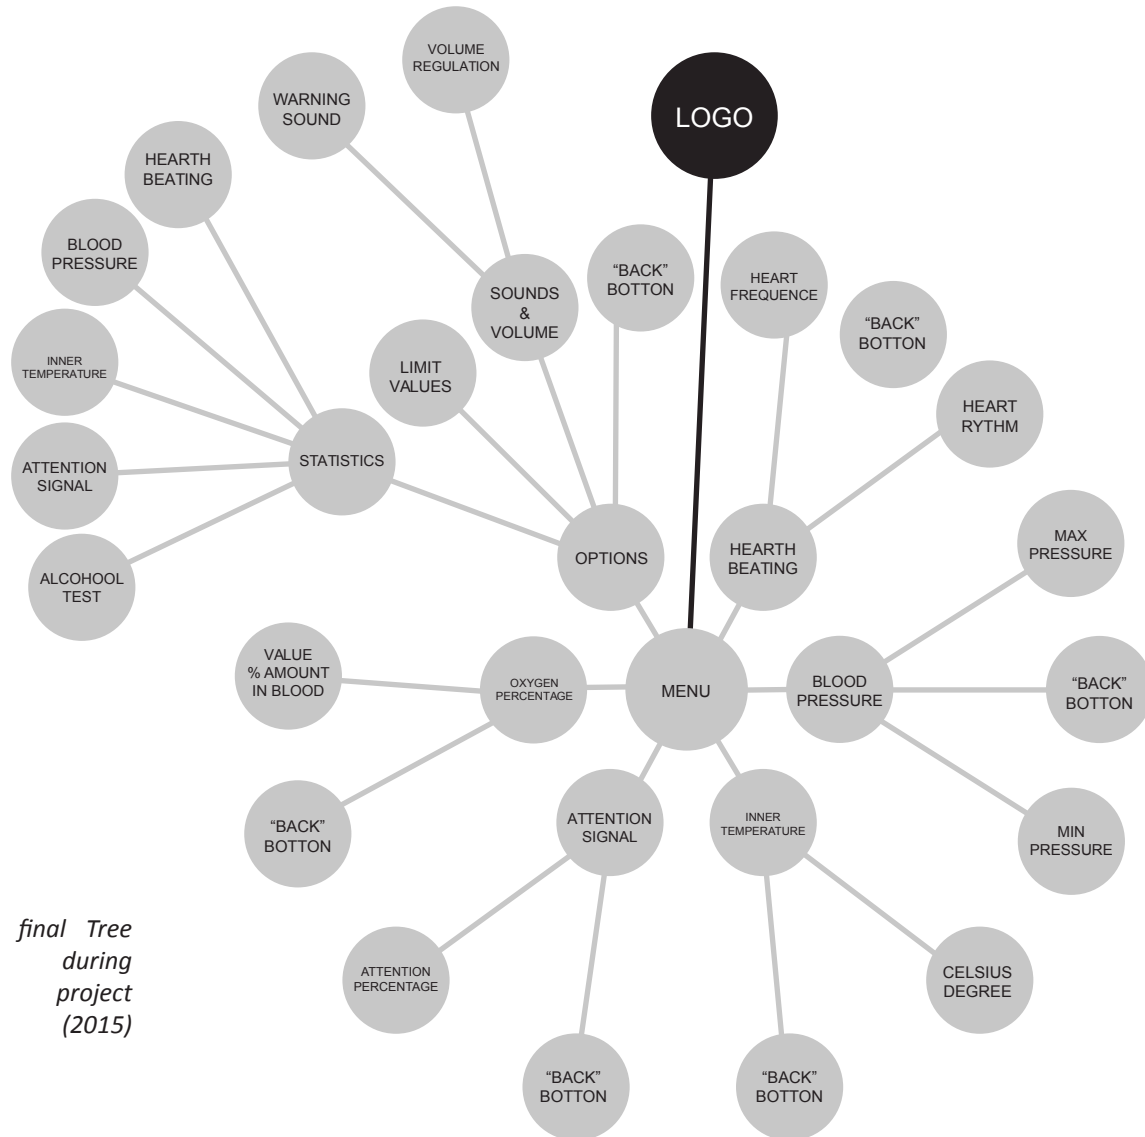 VOLUME
REGULATION
WARNING
SOUND
LOGO
HEARTH
BEATING
BLOOD
PRESSURE
SOUNDS
&
VOLUME
“BACK”
BOTTON
HEART
FREQUENCE
“BACK”
BOTTON
INNER
TEMPERATURE
LIMIT
VALUES
HEART
RYTHM
STATISTICS
ATTENTION
SIGNAL
OPTIONS
HEARTH
BEATING
MAX
PRESSURE
ALCOHOOL
TEST
VALUE
% AMOUNT
IN BLOOD
OXYGEN
PERCENTAGE
MENU
BLOOD
PRESSURE
“BACK”
BOTTON
“BACK”
BOTTON
ATTENTION
SIGNAL
INNER
TEMPERATURE
MIN
PRESSURE
final Tree
during
project
(2015)
ATTENTION
PERCENTAGE
CELSIUS
DEGREE
“BACK”
BOTTON
“BACK”
BOTTON